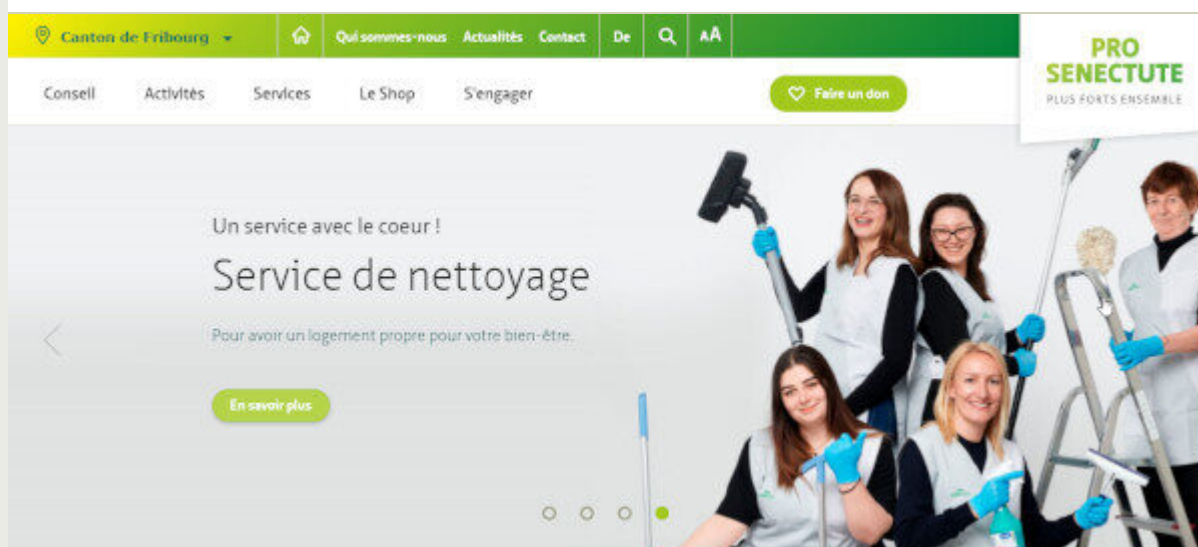 Canton de Fribourg
Qui sommes-nous Actualités Contact De AA
PRO
SENECTUTE
PLUS FORTS ENSEMBLE
Conseil Activités Services Le Shop S'engager Faire un don
Un service avec le coeur !
Service de nettoyage
Pour avoir un logement propre pour votre bien-être.
En savoir plus